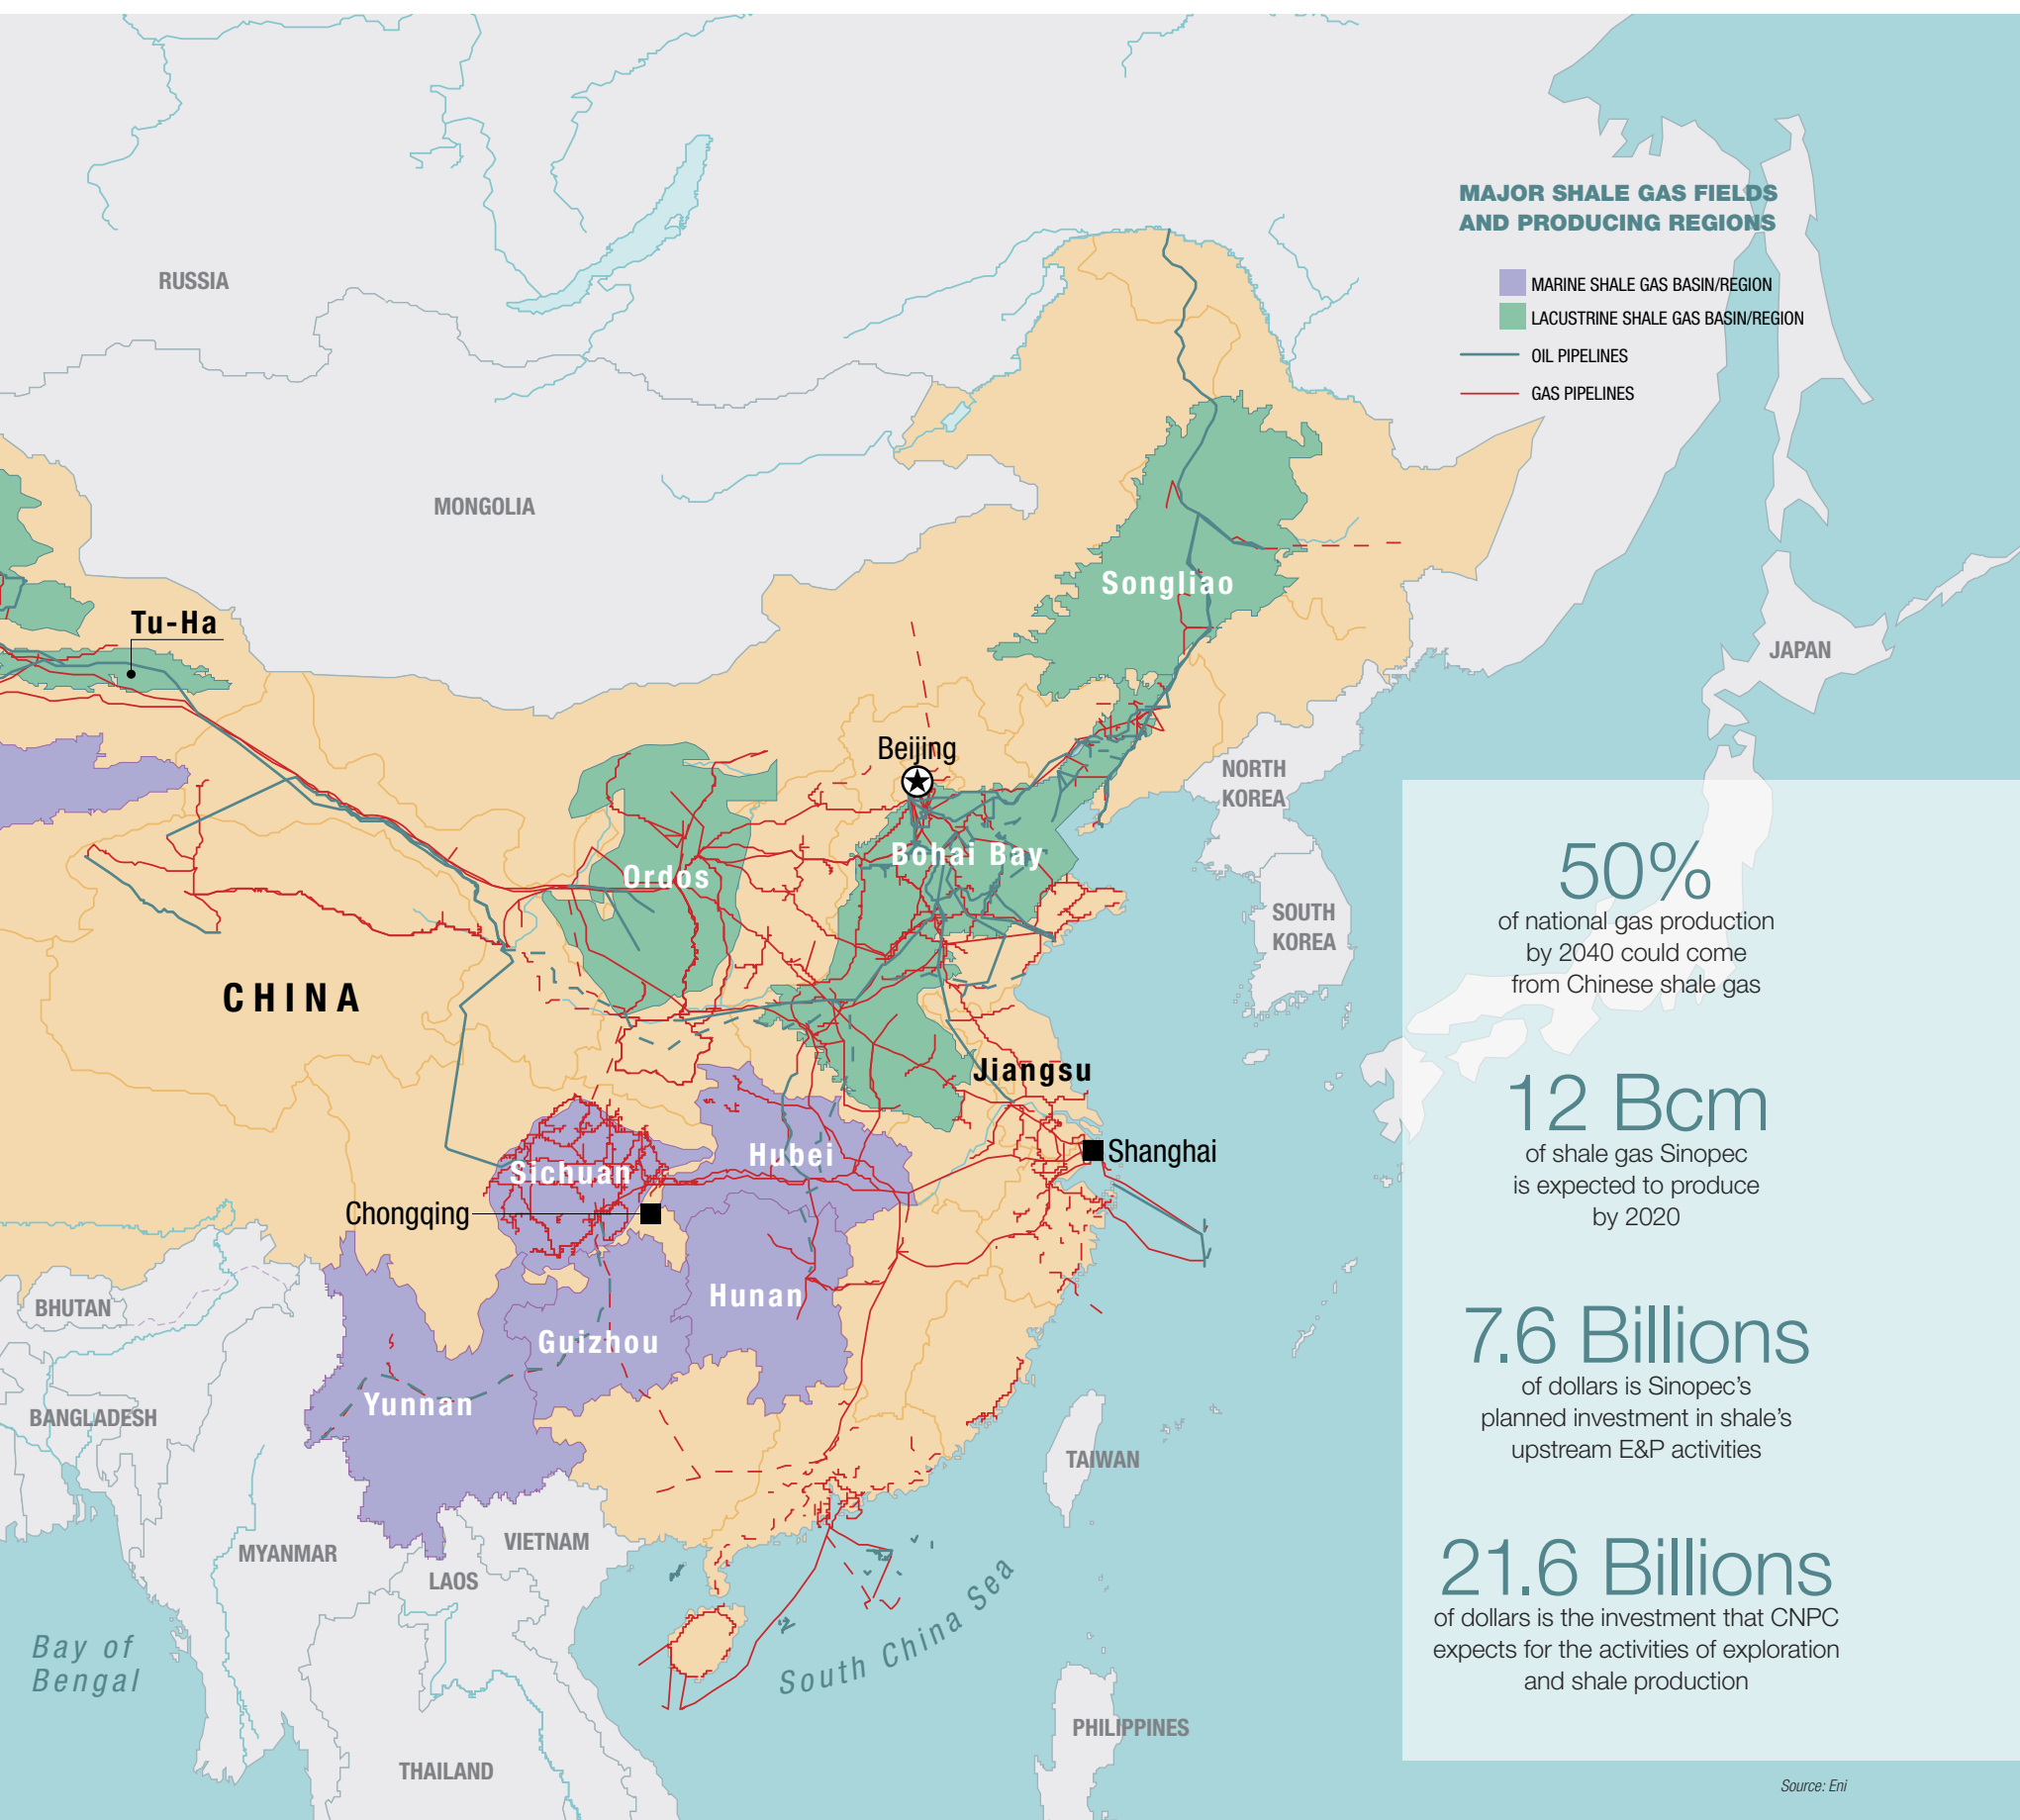 MAJOR SHALE GAS FIELDS
AND PRODUCING REGIONS
MARINE SHALE GAS BASIN/REGION
LACUSTRINE SHALE GAS BASIN/REGION
OIL PIPELINES
GAS PIPELINES
RUSSIA
MONGOLIA
Songliao
Tu-Ha
JAPAN
Beijing
NORTH
KOREA
Bohai Bay
Ordos
SOUTH
KOREA
CHINA
Jiangsu
Hubei
Shanghai
Sichuan
Chongqing
Hunan
BHUTAN
Guizhou
Yunnan
BANGLADESH
TAIWAN
VIETNAM
MYANMAR
LAOS
South China Sea
Bay of
Bengal
PHILIPPINES
THAILAND
50%
of national gas production
by 2040 could come
from Chinese shale gas
12 Bcm
of shale gas Sinopec
is expected to produce
by 2020
7.6 Billions
of dollars is Sinopec’s
planned investment in shale’s
upstream E&P activities
21.6 Billions
of dollars is the investment that CNPC
expects for the activities of exploration
and shale production
Source: Eni